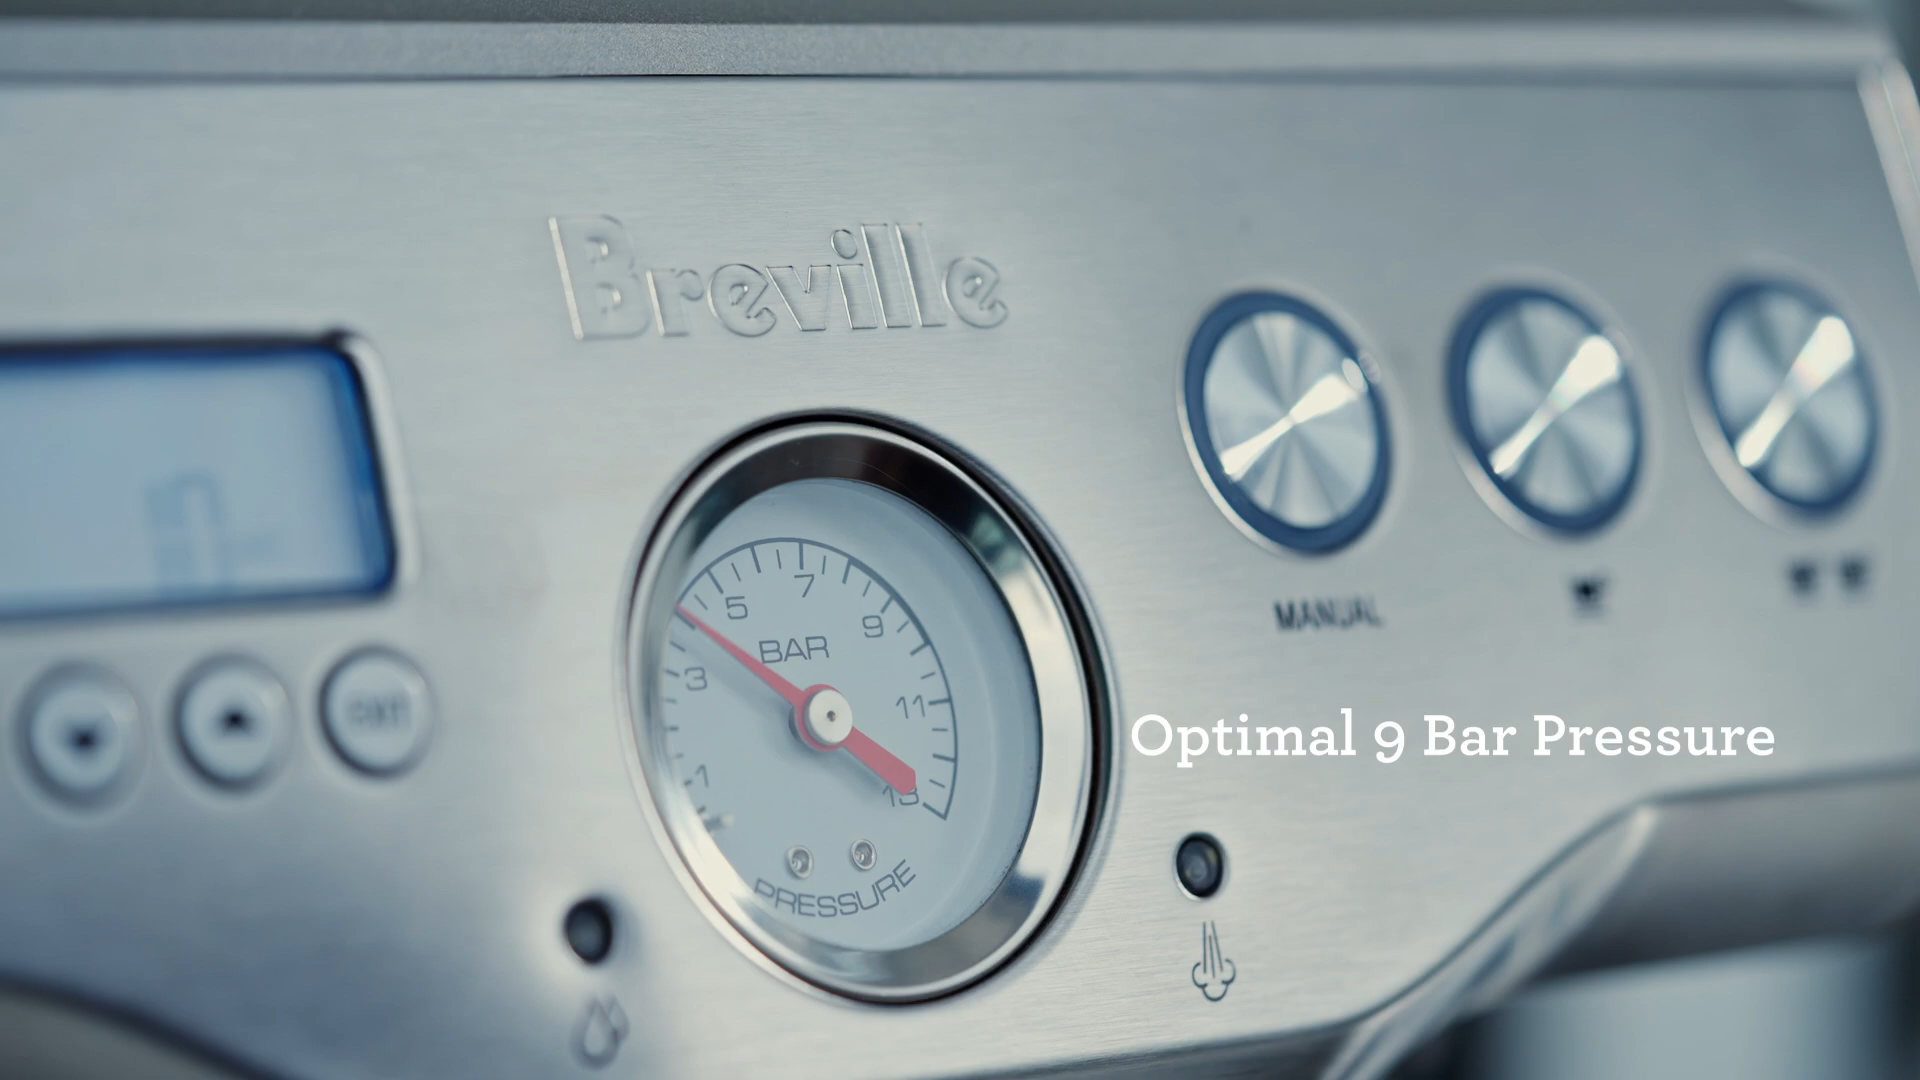 Breville
7
5
9
BAR
3
11
MANUAL
Optimal 9 Bar Pressure
1
13
PRESSURE